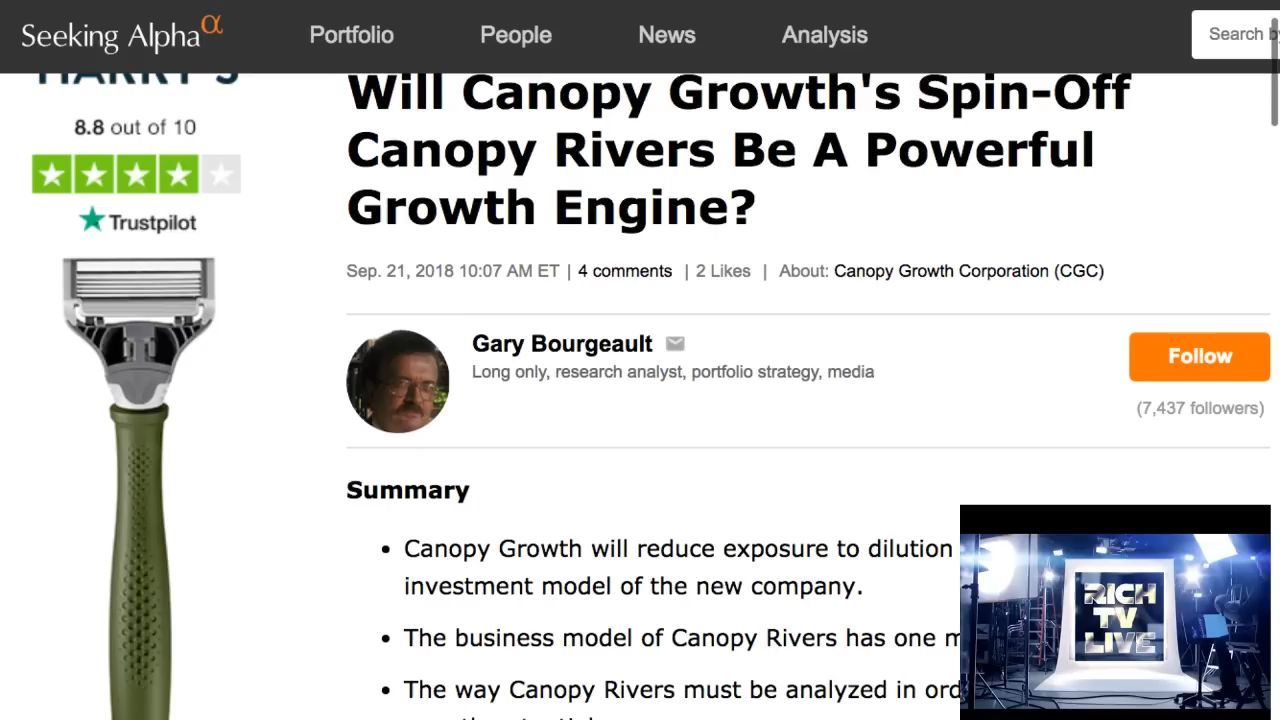 Seeking Alpha α
Portfolio
People
News
Analysis
Search by
HARRY'S
8.8 out of 10
Trustpilot
Will Canopy Growth's Spin-Off
Canopy Rivers Be A Powerful
Growth Engine?
Sep. 21, 2018 10:07 AM ET | 4 comments | 2 Likes | About: Canopy Growth Corporation (CGC)
Gary Bourgeault
Long only, research analyst, portfolio strategy, media
Follow
(7,437 followers)
Summary
• Canopy Growth will reduce exposure to dilution
investment model of the new company.
• The business model of Canopy Rivers has one
• The way Canopy Rivers must be analyzed in
RICH
TV
LIVE